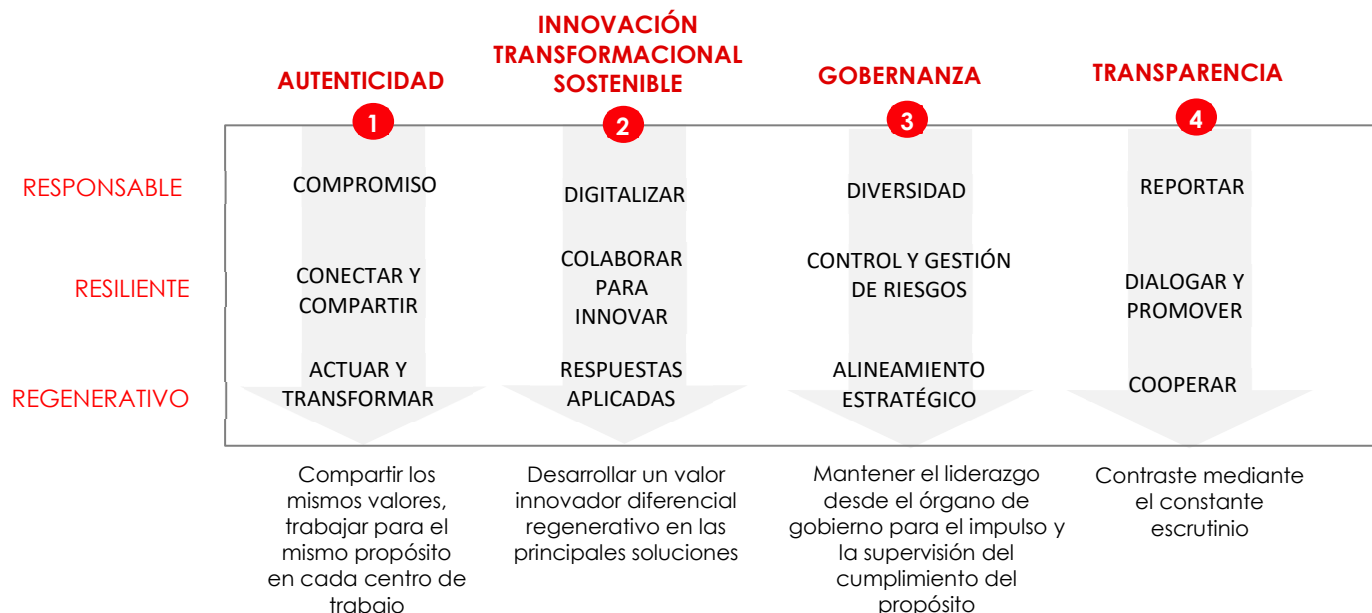 AUTENTICIDAD
INNOVACIÓN
TRANSFORMACIONAL
SOSTENIBLE
GOBERNANZA
TRANSPARENCIA
1
2
3
4
RESPONSABLE
COMPROMISO
DIGITALIZAR
DIVERSIDAD
REPORTAR
RESILIENTE
CONECTAR Y
COMPARTIR
COLABORAR
PARA
INNOVAR
CONTROL Y GESTIÓN
DE RIESGOS
DIALOGAR Y
PROMOVER
REGENERATIVO
ACTUAR Y
TRANSFORMAR
RESPUESTAS
APLICADAS
ALINEAMIENTO
ESTRATÉGICO
COOPERAR
Compartir los
mismos valores,
trabajar para el
mismo propósito
en cada centro de
trabajo
Desarrollar un valor
innovador diferencial
regenerativo en las
principales soluciones
Mantener el liderazgo
desde el órgano de
gobierno para el impulso y
la supervisión del
cumplimiento del
propósito
Contraste mediante
el constante
escrutinio